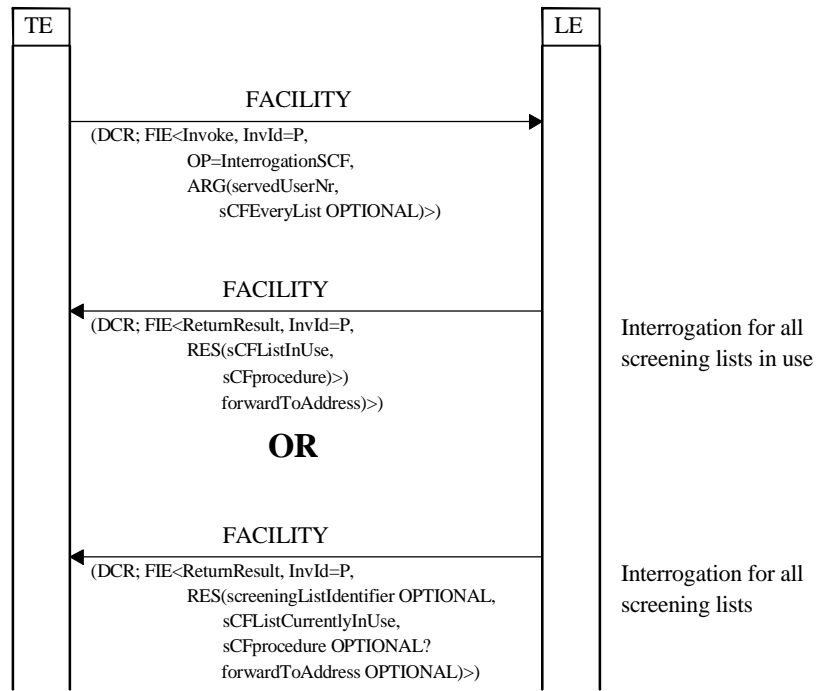 TE
LE
FACILITY
(DCR; FIE<Invoke, InvId=P,
OP=InterrogationSCF,
ARG(servedUserNr,
sCFEveryList OPTIONAL)>)
FACILITY
(DCR; FIE<ReturnResult, InvId=P,
RES(sCFListInUse,
sCFprocedure)>)
forwardToAddress)>)
Interrogation for all
screening lists in use
OR
FACILITY
(DCR; FIE<ReturnResult, InvId=P,
RES(screeningListIdentifier OPTIONAL,
sCFListCurrentlyInUse,
sCFprocedure OPTIONAL?
forwardToAddress OPTIONAL)>)
Interrogation for all
screening lists